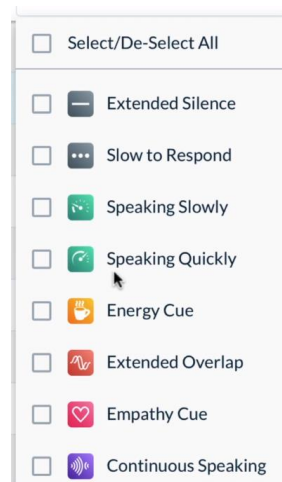 Select/De-Select All
Extended Silence
Slow to Respond
Speaking Slowly
Speaking Quickly
Energy Cue
Extended Overlap
Empathy Cue
Continuous Speaking